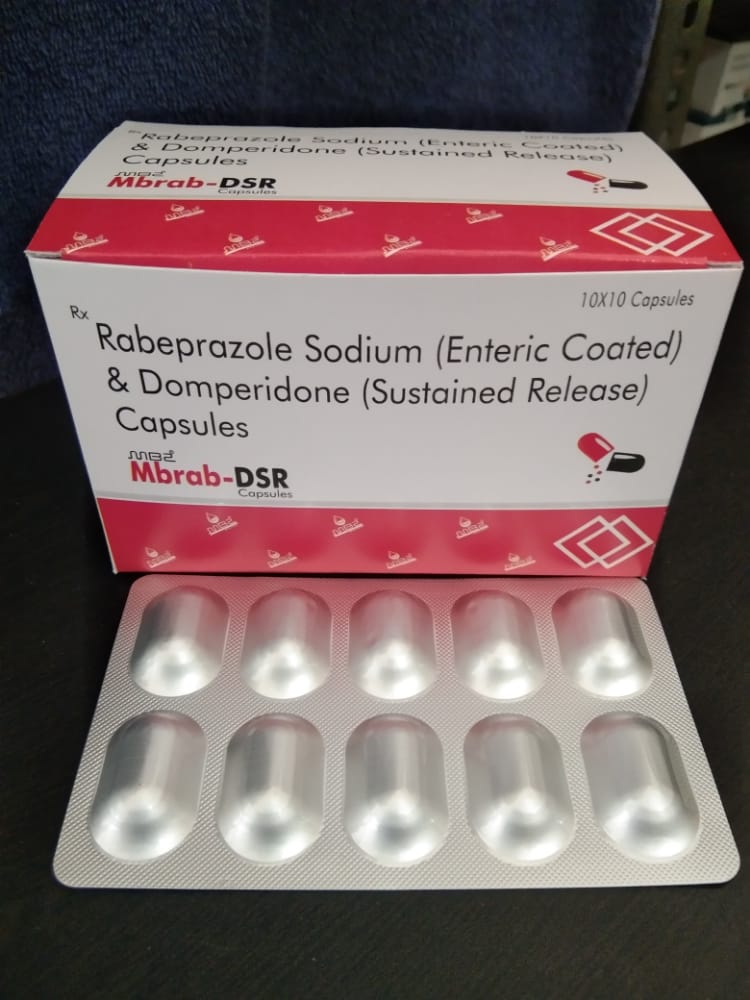 Rx
Rabeprazole Sodium (Enteric Coated)
& Domperidone (Sustained Release)
Capsules
Mbrab-DSR
Capsules
10X10 Capsules
Rx
Rabeprazole Sodium (Enteric Coated)
& Domperidone (Sustained Release)
Capsules
Mbrab-DSR
Capsules